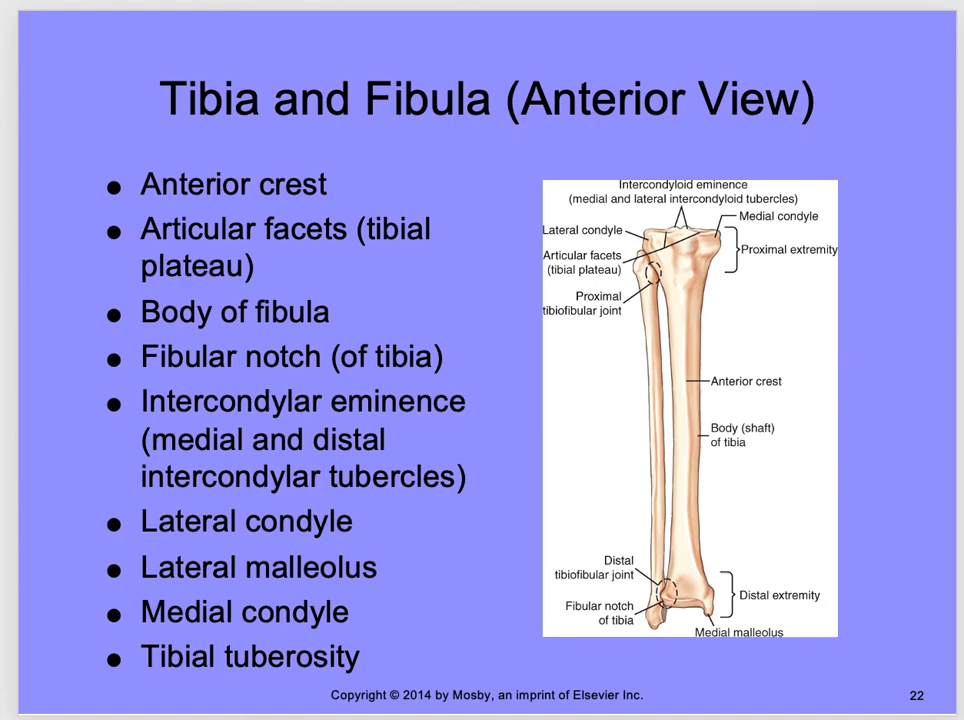 Tibia and Fibula (Anterior View)
● Anterior crest
● Articular facets (tibial
plateau)
● Body of fibula
● Fibular notch (of tibia)
● Intercondylar eminence
(medial and distal
intercondylar tubercles)
● Lateral condyle
● Lateral malleolus
● Medial condyle
● Tibial tuberosity
Intercondyloid eminence
(medial and lateral intercondyloid tubercles)
Medial condyle
Lateral condyle
Proximal extremity
Articular facets
(tibial plateau)
Proximal
tibiofibular joint
Anterior crest
Body (shaft)
of tibia
Distal
tibiofibular joint
Distal extremity
Fibular notch
of tibia
Medial malleolus
Copyright © 2014 by Mosby, an imprint of Elsevier Inc.
22